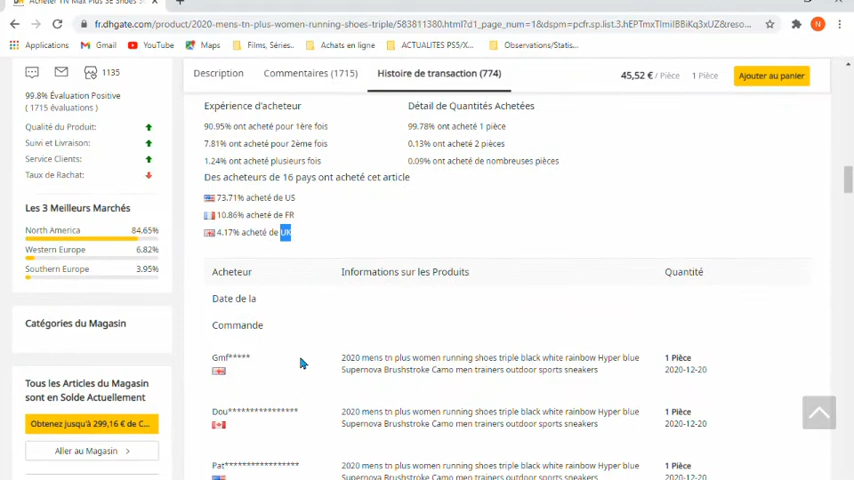 fr.dhgate.com/product/2020-mens-tn-plus-women-running-shoes-triple/583811380.html?d1_page_num=1&dspm=pcfr.sp.list.3.hEPTmxTlmiIBBiKq3xUZ&reso...
Applications Gmail YouTube Maps Films, Séries.. Achats en ligne ACTUALITES PS5/X... Observations/Statis...
1135
99.8% Évaluation Positive
( 1715 évaluations )
Qualité du Produit:
Suivi et Livraison:
Service Clients:
Taux de Rachat:
Les 3 Meilleurs Marchés
North America 84.65%
Western Europe 6.82%
Southern Europe 3.95%
Catégories du Magasin
Tous les Articles du Magasin
sont en Solde Actuellement
Obtenez jusqu'à 299,16 € de C...
Aller au Magasin >
Description Commentaires (1715) Histoire de transaction (774) 45,52 € / Pièce 1 Pièce Ajouter au panier
Expérience d'acheteur Détail de Quantités Achetées
90.95% ont acheté pour 1ère fois 99.78% ont acheté 1 pièce
7.81% ont acheté pour 2ème fois 0.13% ont acheté 2 pièces
1.24% ont acheté plusieurs fois 0.09% ont acheté de nombreuses pièces
Des acheteurs de 16 pays ont acheté cet article
73.71% acheté de US
10.86% acheté de FR
4.17% acheté de UK
Acheteur Informations sur les Produits Quantité
Date de la
Commande
Gmf***** 2020 mens tn plus women running shoes triple black white rainbow Hyper blue 1 Pièce
Supernova Brushstroke Camo men trainers outdoor sports sneakers 2020-12-20
Dou**************** 2020 mens tn plus women running shoes triple black white rainbow Hyper blue 1 Pièce
Supernova Brushstroke Camo men trainers outdoor sports sneakers 2020-12-20
Pat***************** 2020 mens tn plus women running shoes triple black white rainbow Hyper blue 1 Pièce
Supernova Brushstroke Camo men trainers outdoor sports sneakers 2020-12-20